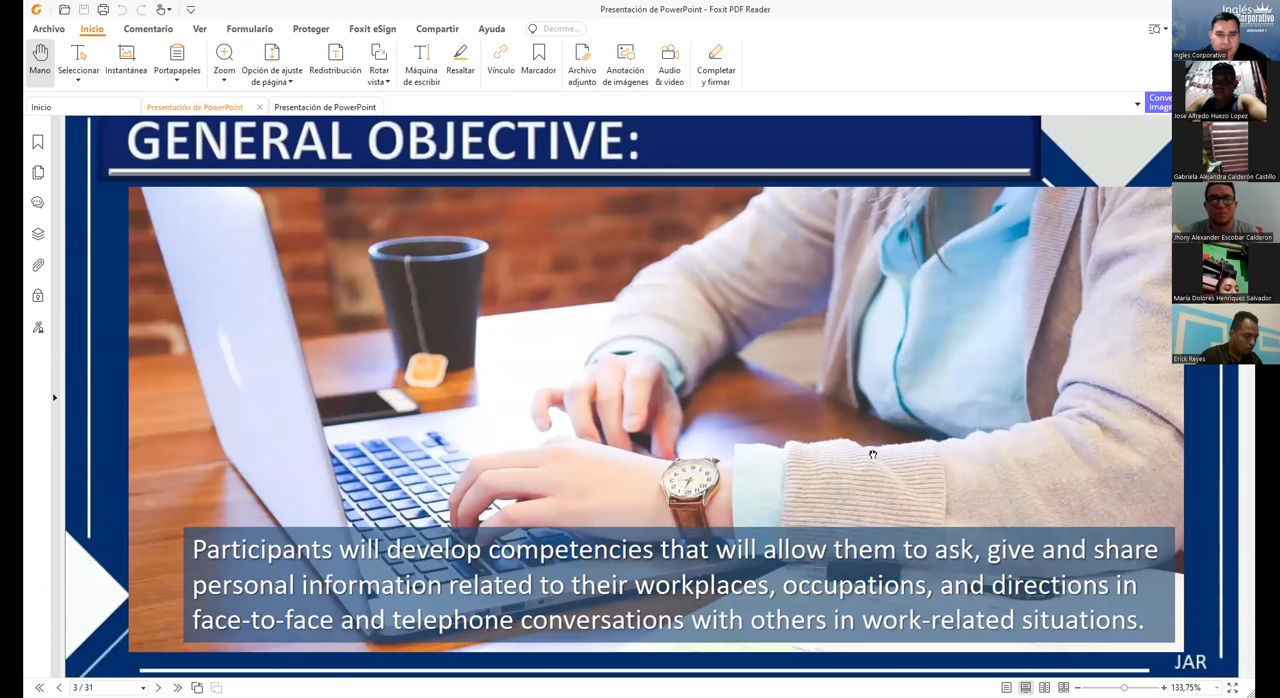 Presentación de PowerPoint - Foxit PDF Reader
Archivo Inicio Comentario Ver Formulario Proteger Foxit eSign Compartir Ayuda Decirme...
Mano
Seleccionar
Instantánea
Portapapeles
Zoom
Opción de ajuste
de página
Redistribución
Rotar
vista
Máquina
de escribir
Resaltar
Vínculo
Marcador
Archivo
adjunto
Anotación
de imágenes
Audio
& video
Completar
y firmar
Inicio
Presentación de PowerPoint
Presentación de PowerPoint
Conve
image
GENERAL OBJECTIVE:
Participants will develop competencies that will allow them to ask, give and share
personal information related to their workplaces, occupations, and directions in
face-to-face and telephone conversations with others in work-related situations.
JAR
Inglés
Corporativo
Ingles Corporativo
Jose Alfredo Huezo Lopez
Gabriela Alejandra Calderón Castillo
Jhony Alexander Escobar Calderon
María Dolores Henríquez Salvador
Erick Reyes
3 / 31
133,75%